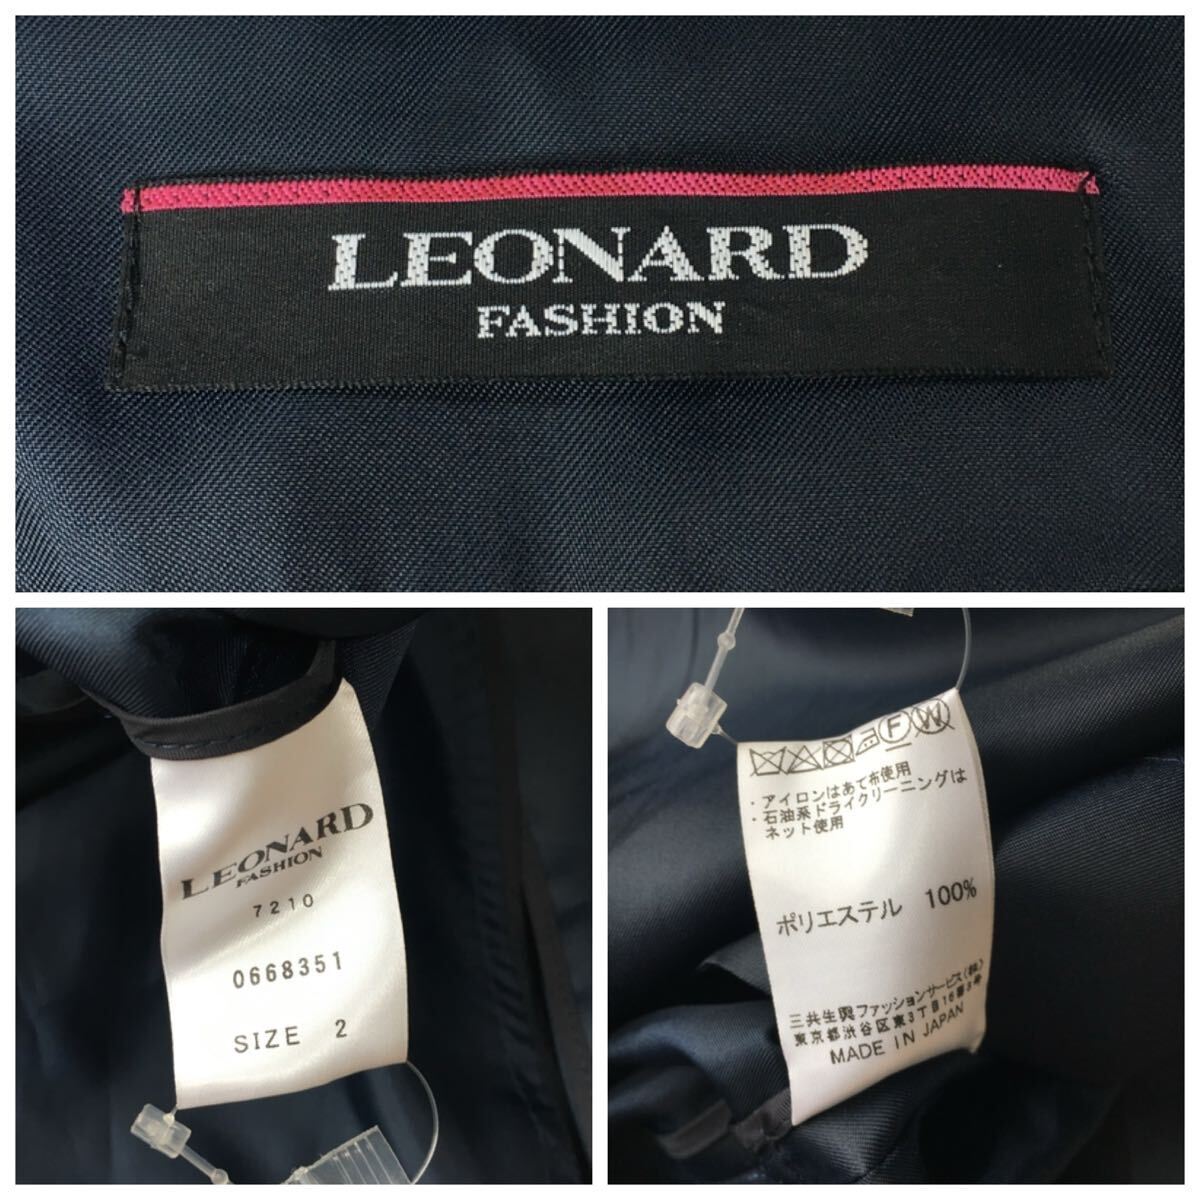 LEONARD
FASHION
LEONARD
FASHION
7210
0668351
SIZE 2
F W
・アイロンはあて布使用
・石油系ドライクリーニングは
ネット使用
ポリエステル 100%
三共生興ファッションサービス(株)
東京都渋谷区東3丁目16番3号
MADE IN JAPAN